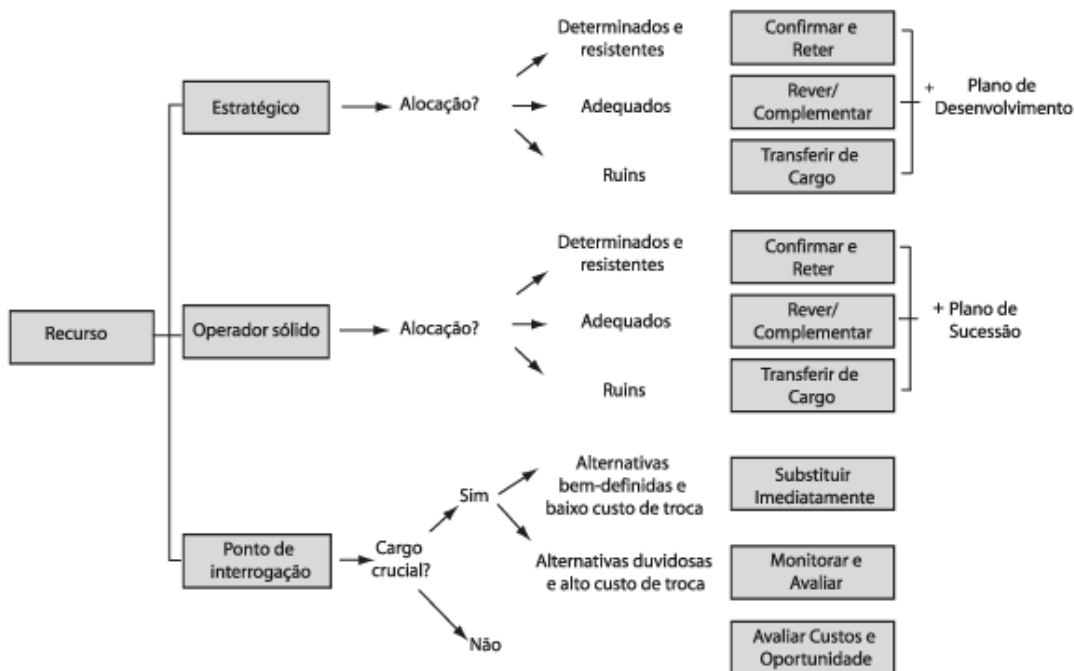 Recurso
Estratégico
Alocação?
Determinados e
resistentes
Confirmar e
Reter
Adequados
Rever/
Complementar
Ruins
Transferir de
Cargo
+ Plano de
Desenvolvimento
Operador sólido
Alocação?
Determinados e
resistentes
Confirmar e
Reter
Adequados
Rever/
Complementar
Ruins
Transferir de
Cargo
+ Plano de
Sucessão
Ponto de
interrogação
Cargo
crucial?
Sim
Alternativas
bem-definidas e
baixo custo de troca
Substituir
Imediatamente
Alternativas duvidosas
e alto custo de troca
Monitorar e
Avaliar
Não
Avaliar Custos e
Oportunidade